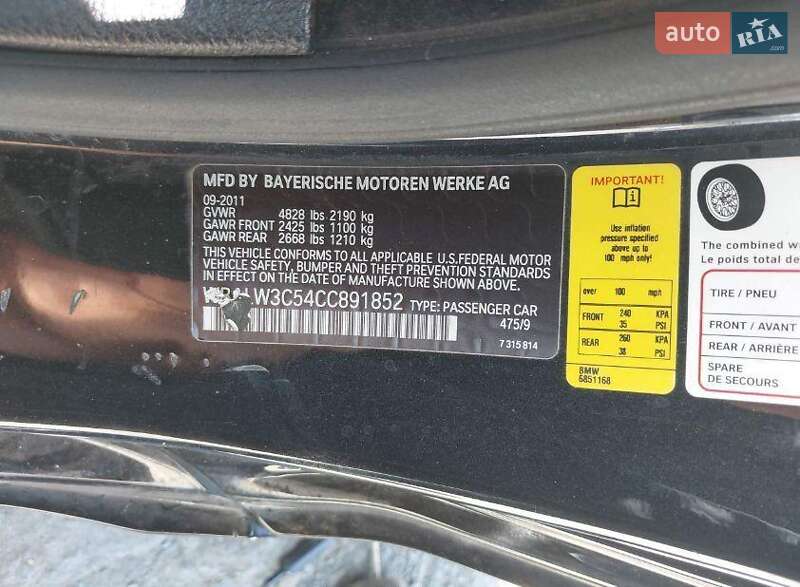 auto RIA.com
MFD BY BAYERISCHE MOTOREN WERKE AG
09-2011
GVWR 4828 lbs 2190 kg
GAWR FRONT 2425 lbs 1100 kg
GAWR REAR 2668 lbs 1210 kg
THIS VEHICLE CONFORMS TO ALL APPLICABLE U.S.FEDERAL MOTOR
VEHICLE SAFETY, BUMPER AND THEFT PREVENTION STANDARDS
IN EFFECT ON THE DATE OF MANUFACTURE SHOWN ABOVE.
LW3C54CC891852 TYPE: PASSENGER CAR
475/9
7 315 814
IMPORTANT!
Use inflation
pressure specified
above up to
100 mph only!
over 100 mph
FRONT 240 KPA
35 PSI
REAR 260 KPA
38 PSI
BMW
6851168
The combined
Le poids total de
TIRE / PNEU
FRONT / AVANT
REAR / ARRIÈRE
SPARE
DE SECOURS